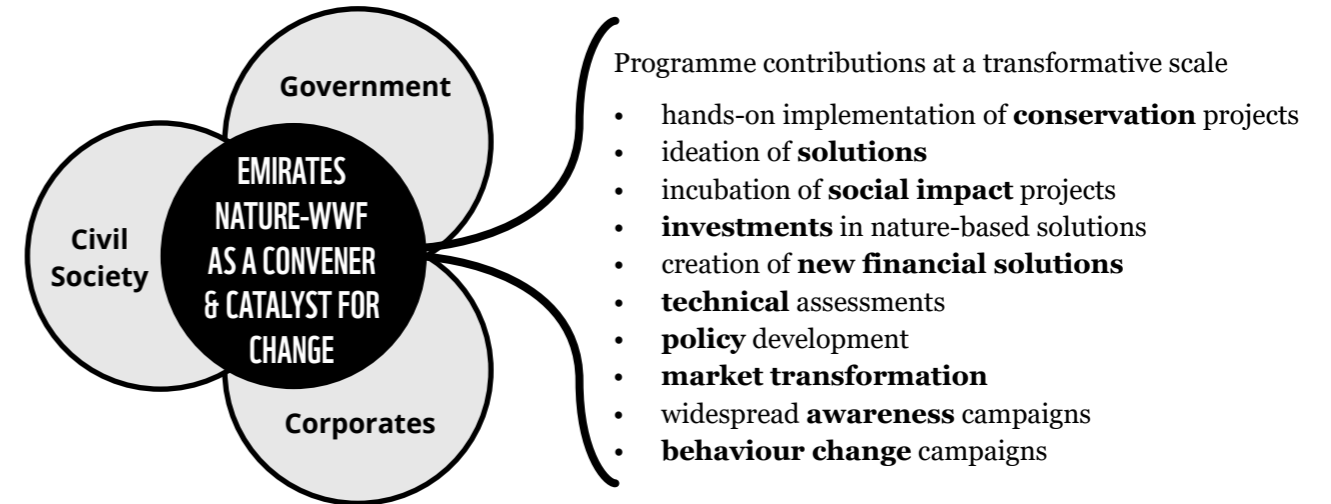 Government
Civil
Society
EMIRATES
NATURE-WWF
AS A CONVENER
& CATALYST FOR
CHANGE
Corporates
Programme contributions at a transformative scale
• hands-on implementation of conservation projects
• ideation of solutions
• incubation of social impact projects
• investments in nature-based solutions
• creation of new financial solutions
• technical assessments
• policy development
• market transformation
• widespread awareness campaigns
• behaviour change campaigns